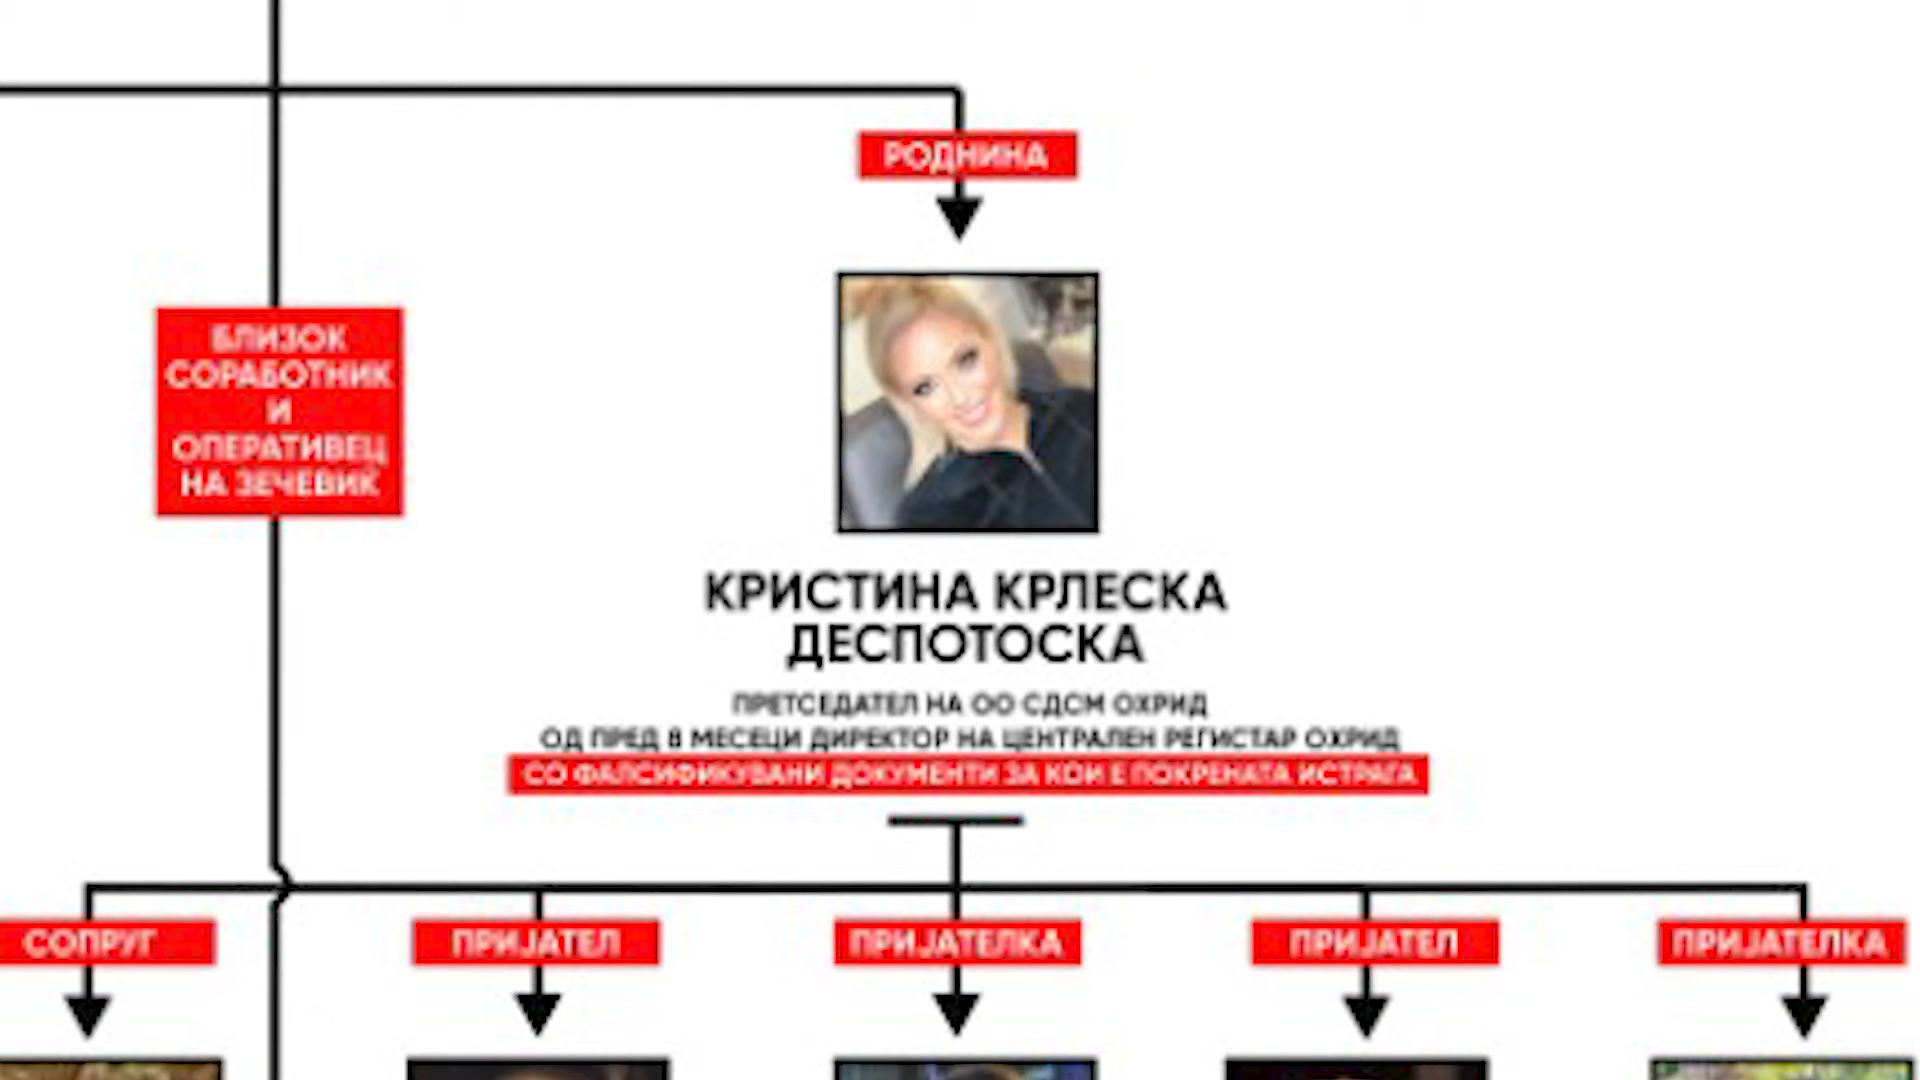 РОДНИНА
БЛИЗОК
СОРАБОТНИК
И
ОПЕРАТИВЕЦ
НА ЗЕЧЕВИЌ
КРИСТИНА КРЛЕСКА
ДЕСПОТОСКА
ПРЕТСЕДАТЕЛ НА ОО СДСМ ОХРИД
ОД ПРЕД 8 МЕСЕЦИ ДИРЕКТОР НА ЦЕНТРАЛЕН РЕГИСТАР ОХРИД
СО ФАЛСИФИКУВАНИ ДОКУМЕНТИ ЗА КОИ Е ПОКРЕНАТА ИСТРАГА
СОПРУГ
ПРИЈАТЕЛ
ПРИЈАТЕЛКА
ПРИЈАТЕЛ
ПРИЈАТЕЛКА